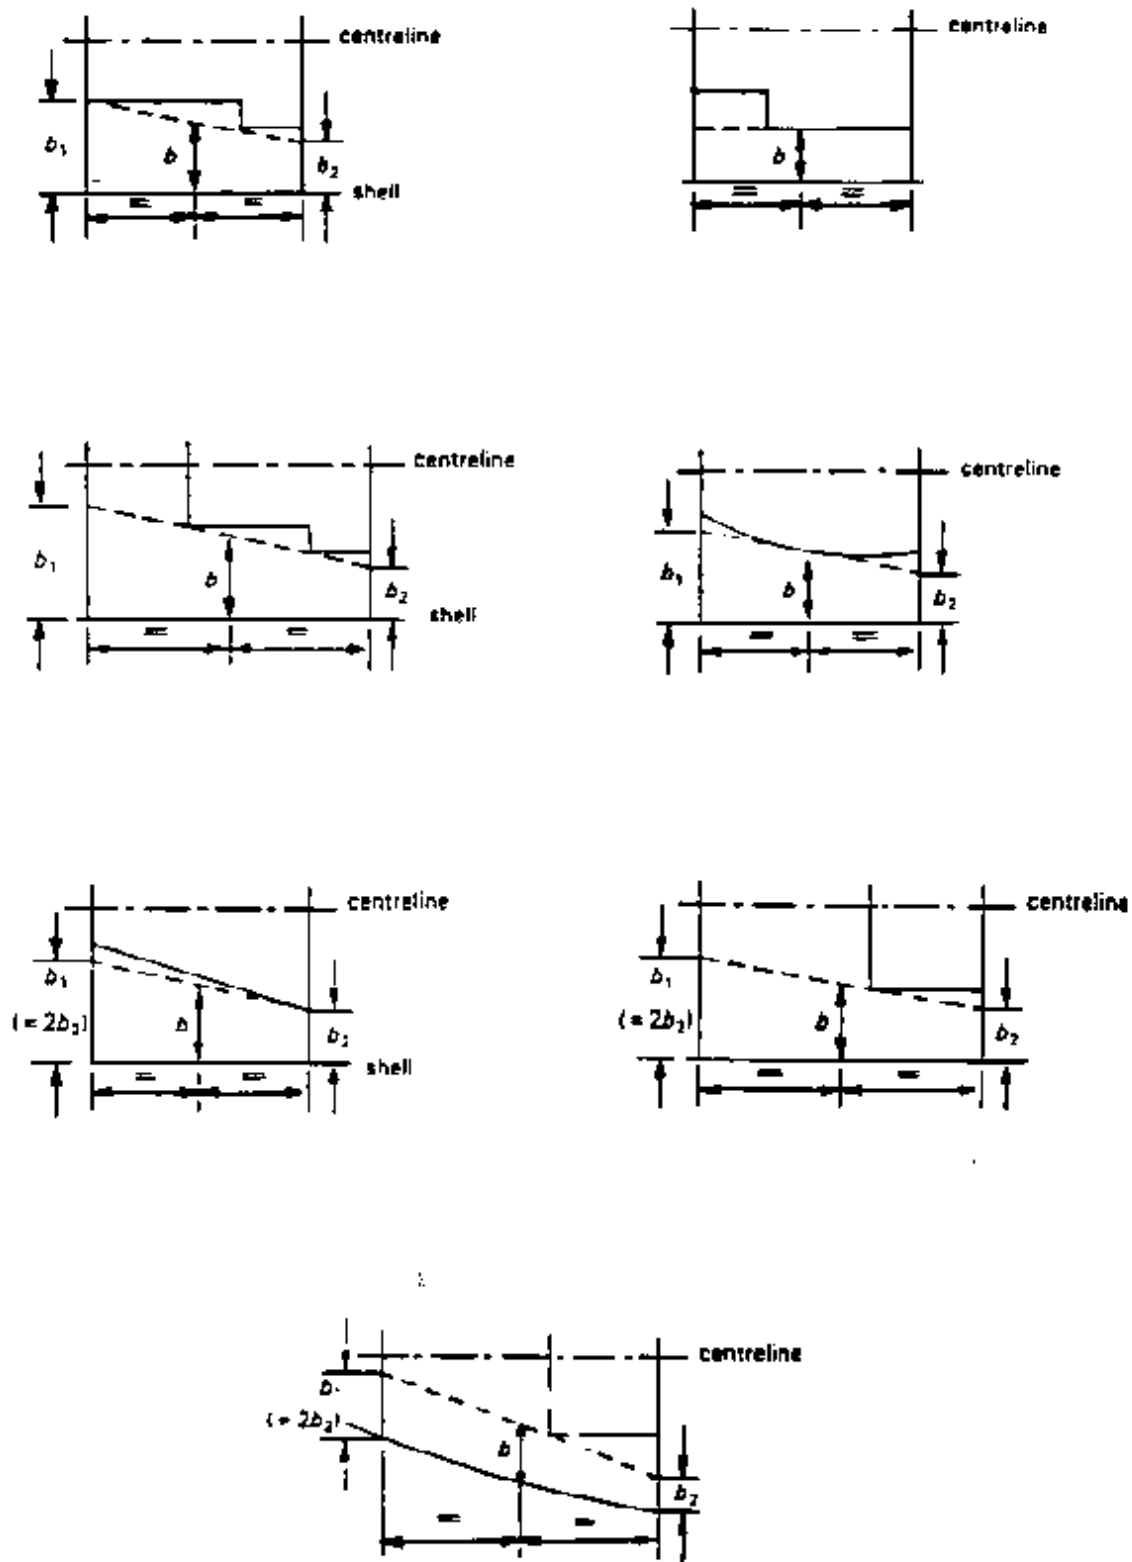 centreline
b₁
b
b₂
shell
=
=
centreline
b
=
=
centreline
b₁
b
b₂
shell
=
=
centreline
b₁
b
b₂
=
=
centreline
b₁
(= 2b₂)
b
b₂
shell
=
=
centreline
b₁
(= 2b₂)
b
b₂
=
=
centreline
b₁
(= 2b₂)
b
b₂
=
=